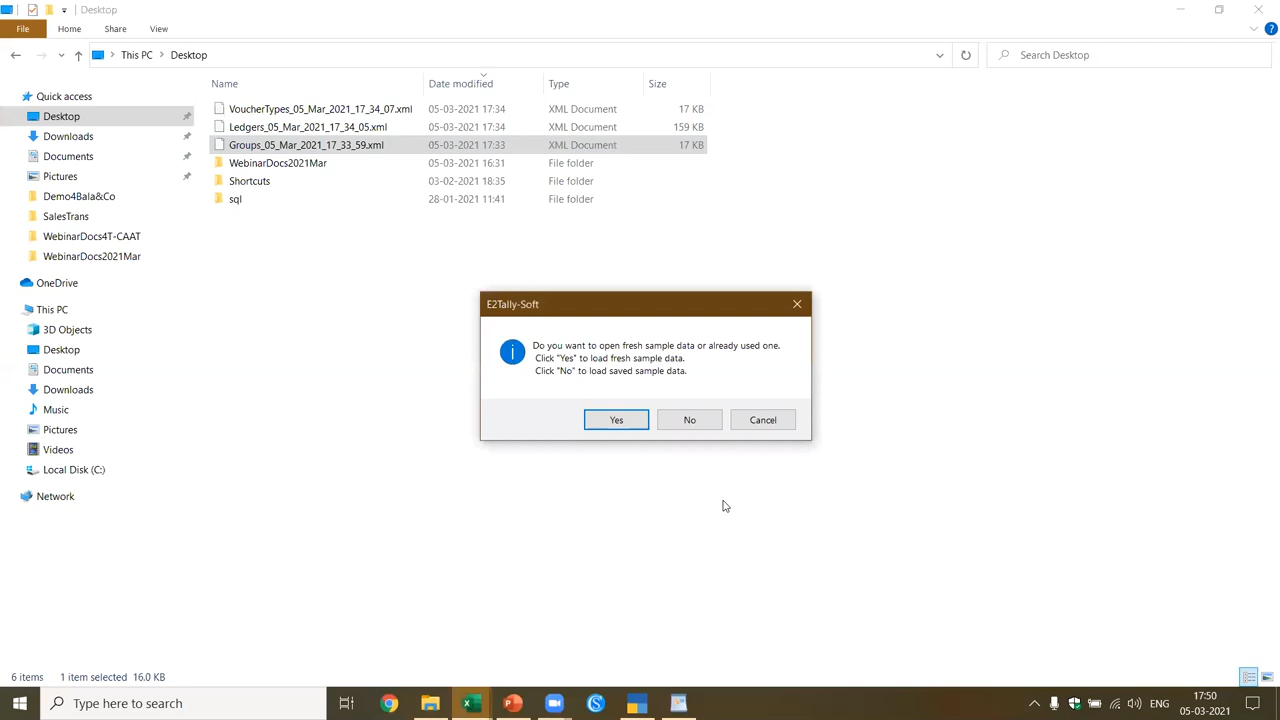 Desktop
File Home Share View
This PC Desktop Search Desktop
Name Date modified Type Size
Quick access
Desktop
Downloads
Documents
Pictures
Demo4Bala&Co
SalesTrans
WebinarDocs4T-CAAT
WebinarDocs2021Mar
OneDrive
This PC
3D Objects
Desktop
Documents
Downloads
Music
Pictures
Videos
Local Disk (C:)
Network
VoucherTypes_05_Mar_2021_17_34_07.xml 05-03-2021 17:34 XML Document 17 KB
Ledgers_05_Mar_2021_17_34_05.xml 05-03-2021 17:34 XML Document 159 KB
Groups_05_Mar_2021_17_33_59.xml 05-03-2021 17:33 XML Document 17 KB
WebinarDocs2021Mar 05-03-2021 16:31 File folder
Shortcuts 03-02-2021 18:35 File folder
sql 28-01-2021 11:41 File folder
E2Tally-Soft
Do you want to open fresh sample data or already used one.
Click "Yes" to load fresh sample data.
Click "No" to load saved sample data.
Yes No Cancel
6 items 1 item selected 16.0 KB
Type here to search
ENG
17:50
05-03-2021